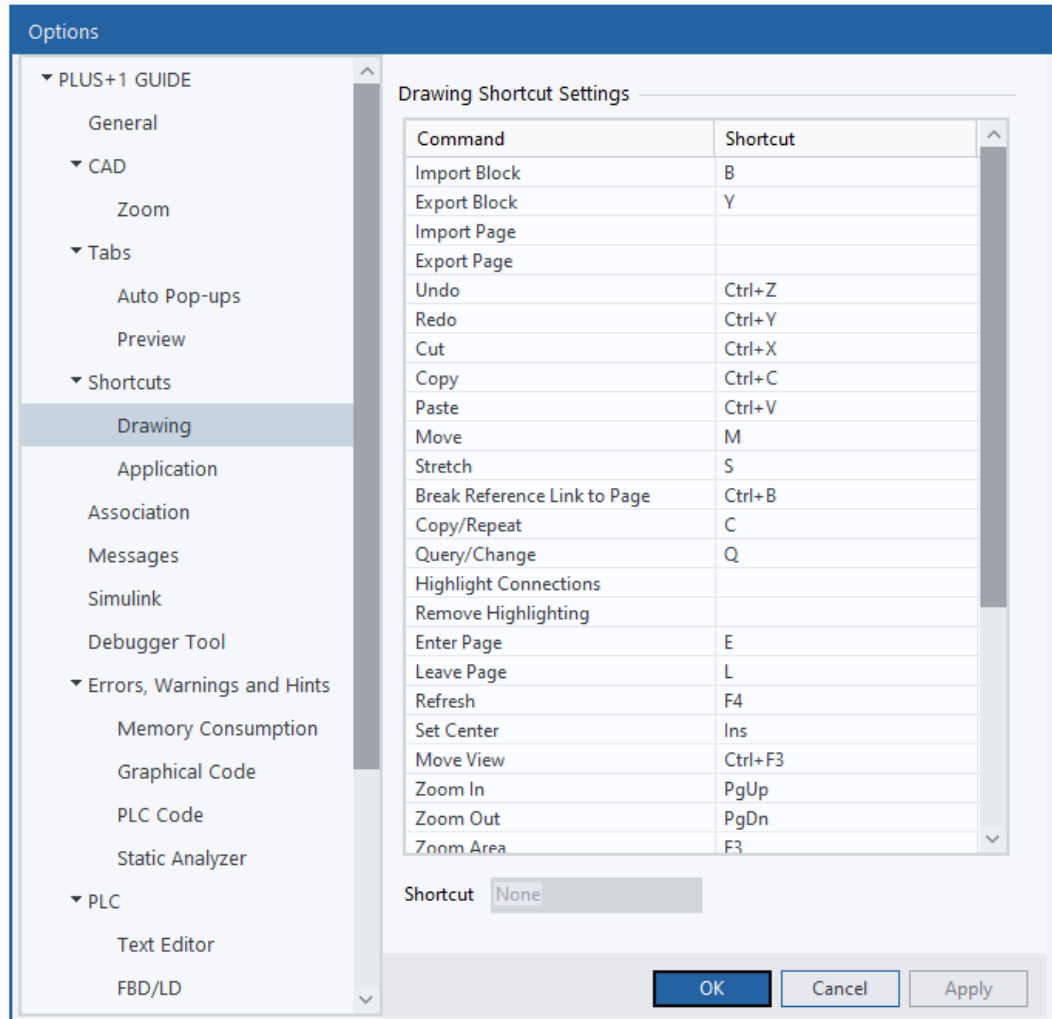 Options
PLUS+1 GUIDE
General
CAD
Zoom
Tabs
Auto Pop-ups
Preview
Shortcuts
Drawing
Application
Association
Messages
Simulink
Debugger Tool
Errors, Warnings and Hints
Memory Consumption
Graphical Code
PLC Code
Static Analyzer
PLC
Text Editor
FBD/LD
Drawing Shortcut Settings
Command Shortcut
Import Block B
Export Block Y
Import Page
Export Page
Undo Ctrl+Z
Redo Ctrl+Y
Cut Ctrl+X
Copy Ctrl+C
Paste Ctrl+V
Move M
Stretch S
Break Reference Link to Page Ctrl+B
Copy/Repeat C
Query/Change Q
Highlight Connections
Remove Highlighting
Enter Page E
Leave Page L
Refresh F4
Set Center Ins
Move View Ctrl+F3
Zoom In PgUp
Zoom Out PgDn
Zoom Area F3
Shortcut None
OK Cancel Apply